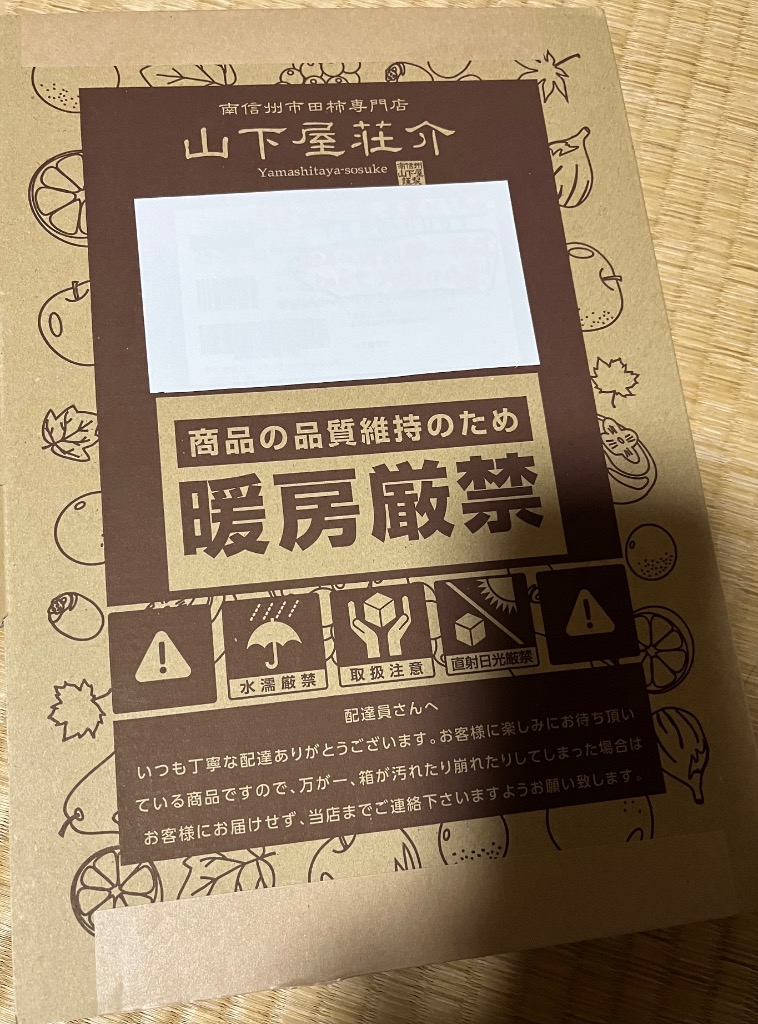 南信州市田柿専門店
山下屋荘介
Yamashitaya-sosuke
南信州
山下屋
商品の品質維持のため
暖房厳禁
水濡厳禁
取扱注意
直射日光厳禁
配達員さんへ
いつも丁寧な配達ありがとうございます。お客様に楽しみにお待ち頂い
ている商品ですので、万が一、箱が汚れたり崩れたりしてしまった場合は
お客様にお届けせず、当店までご連絡下さいますようお願い致します。